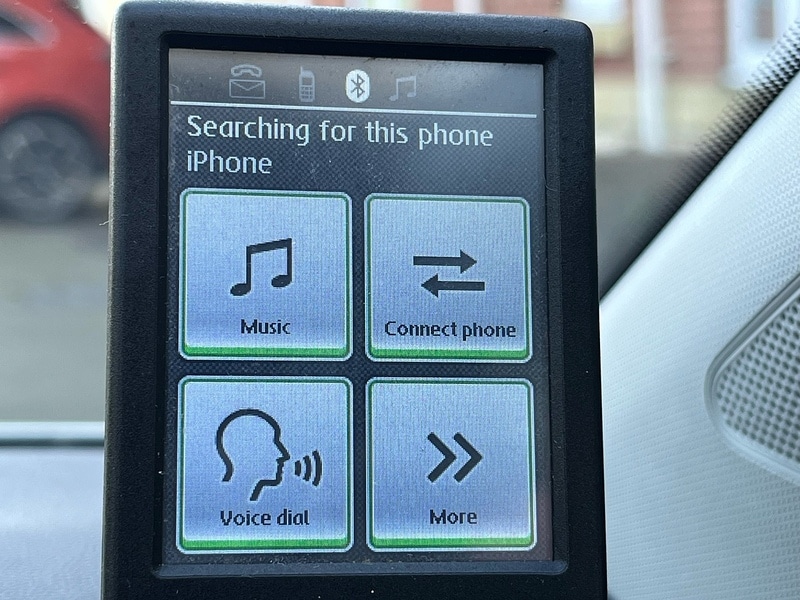 Searching for this phone
iPhone
Music
Connect phone
Voice dial
More